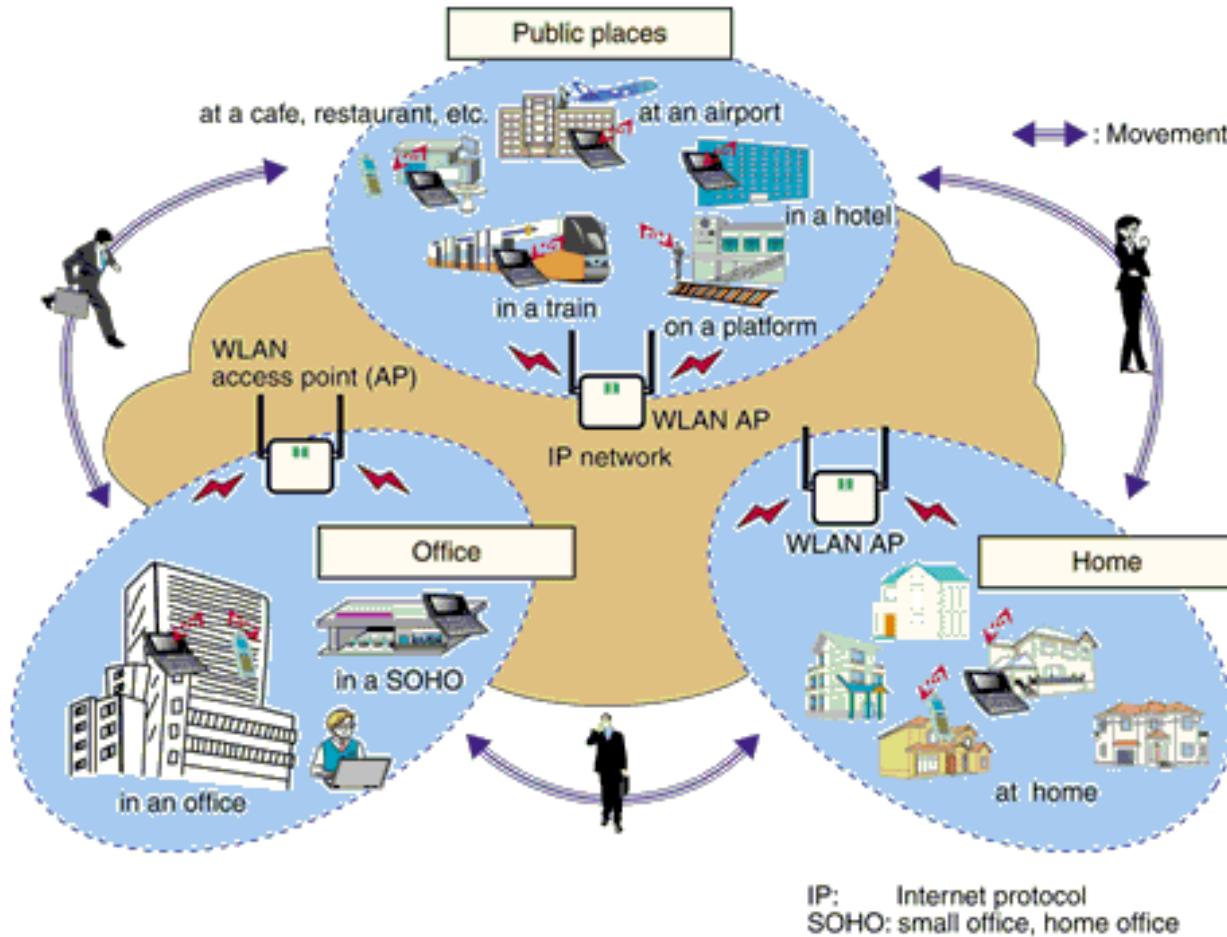 Public places
at a cafe, restaurant, etc.
at an airport
: Movement
in a hotel
in a train
on a platform
WLAN
access point (AP)
WLAN AP
IP network
WLAN AP
Office
Home
in a SOHO
in an office
at home
IP: Internet protocol
SOHO: small office, home office